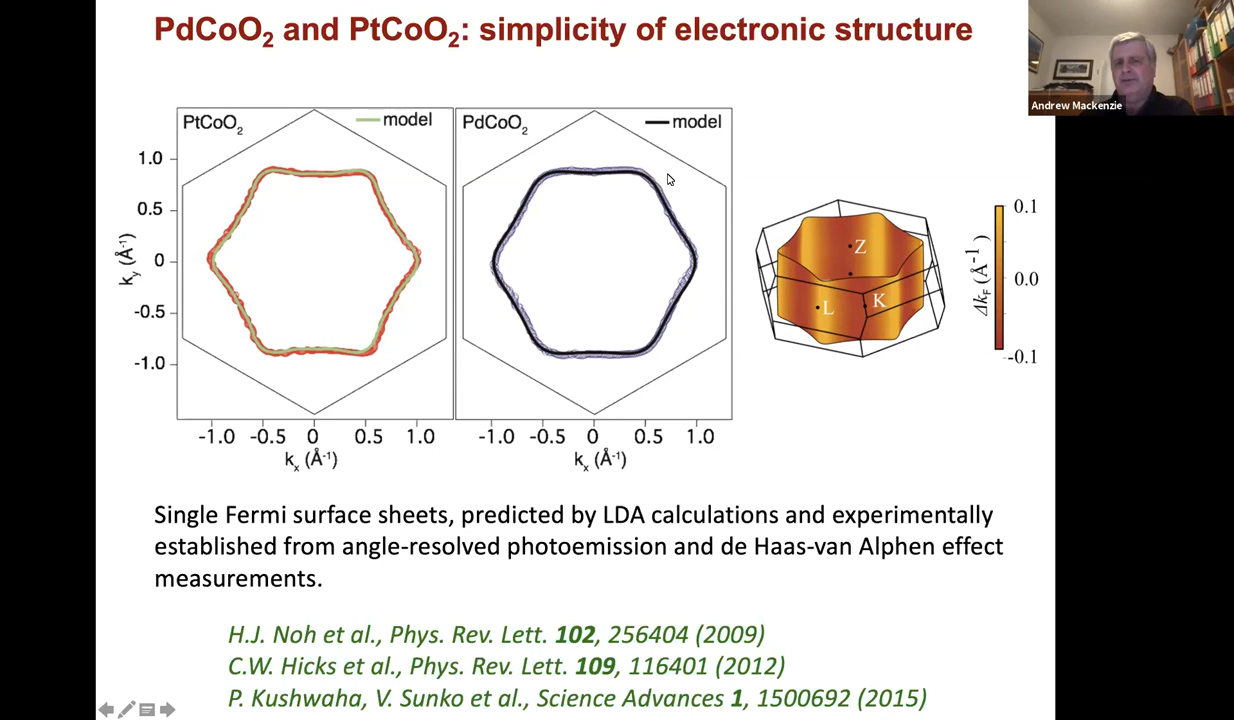 PdCoO₂ and PtCoO₂: simplicity of electronic structure
Andrew Mackenzie
PtCoO₂
model
PdCoO₂
model
1.0
0.5
0
-0.5
-1.0
k_y (Å⁻¹)
-1.0 -0.5 0 0.5 1.0
k_x (Å⁻¹)
-1.0 -0.5 0 0.5 1.0
k_x (Å⁻¹)
Z
L
K
0.1
0.0
-0.1
Δk_F (Å⁻¹)
Single Fermi surface sheets, predicted by LDA calculations and experimentally
established from angle-resolved photoemission and de Haas-van Alphen effect
measurements.
H.J. Noh et al., Phys. Rev. Lett. 102, 256404 (2009)
C.W. Hicks et al., Phys. Rev. Lett. 109, 116401 (2012)
P. Kushwaha, V. Sunko et al., Science Advances 1, 1500692 (2015)